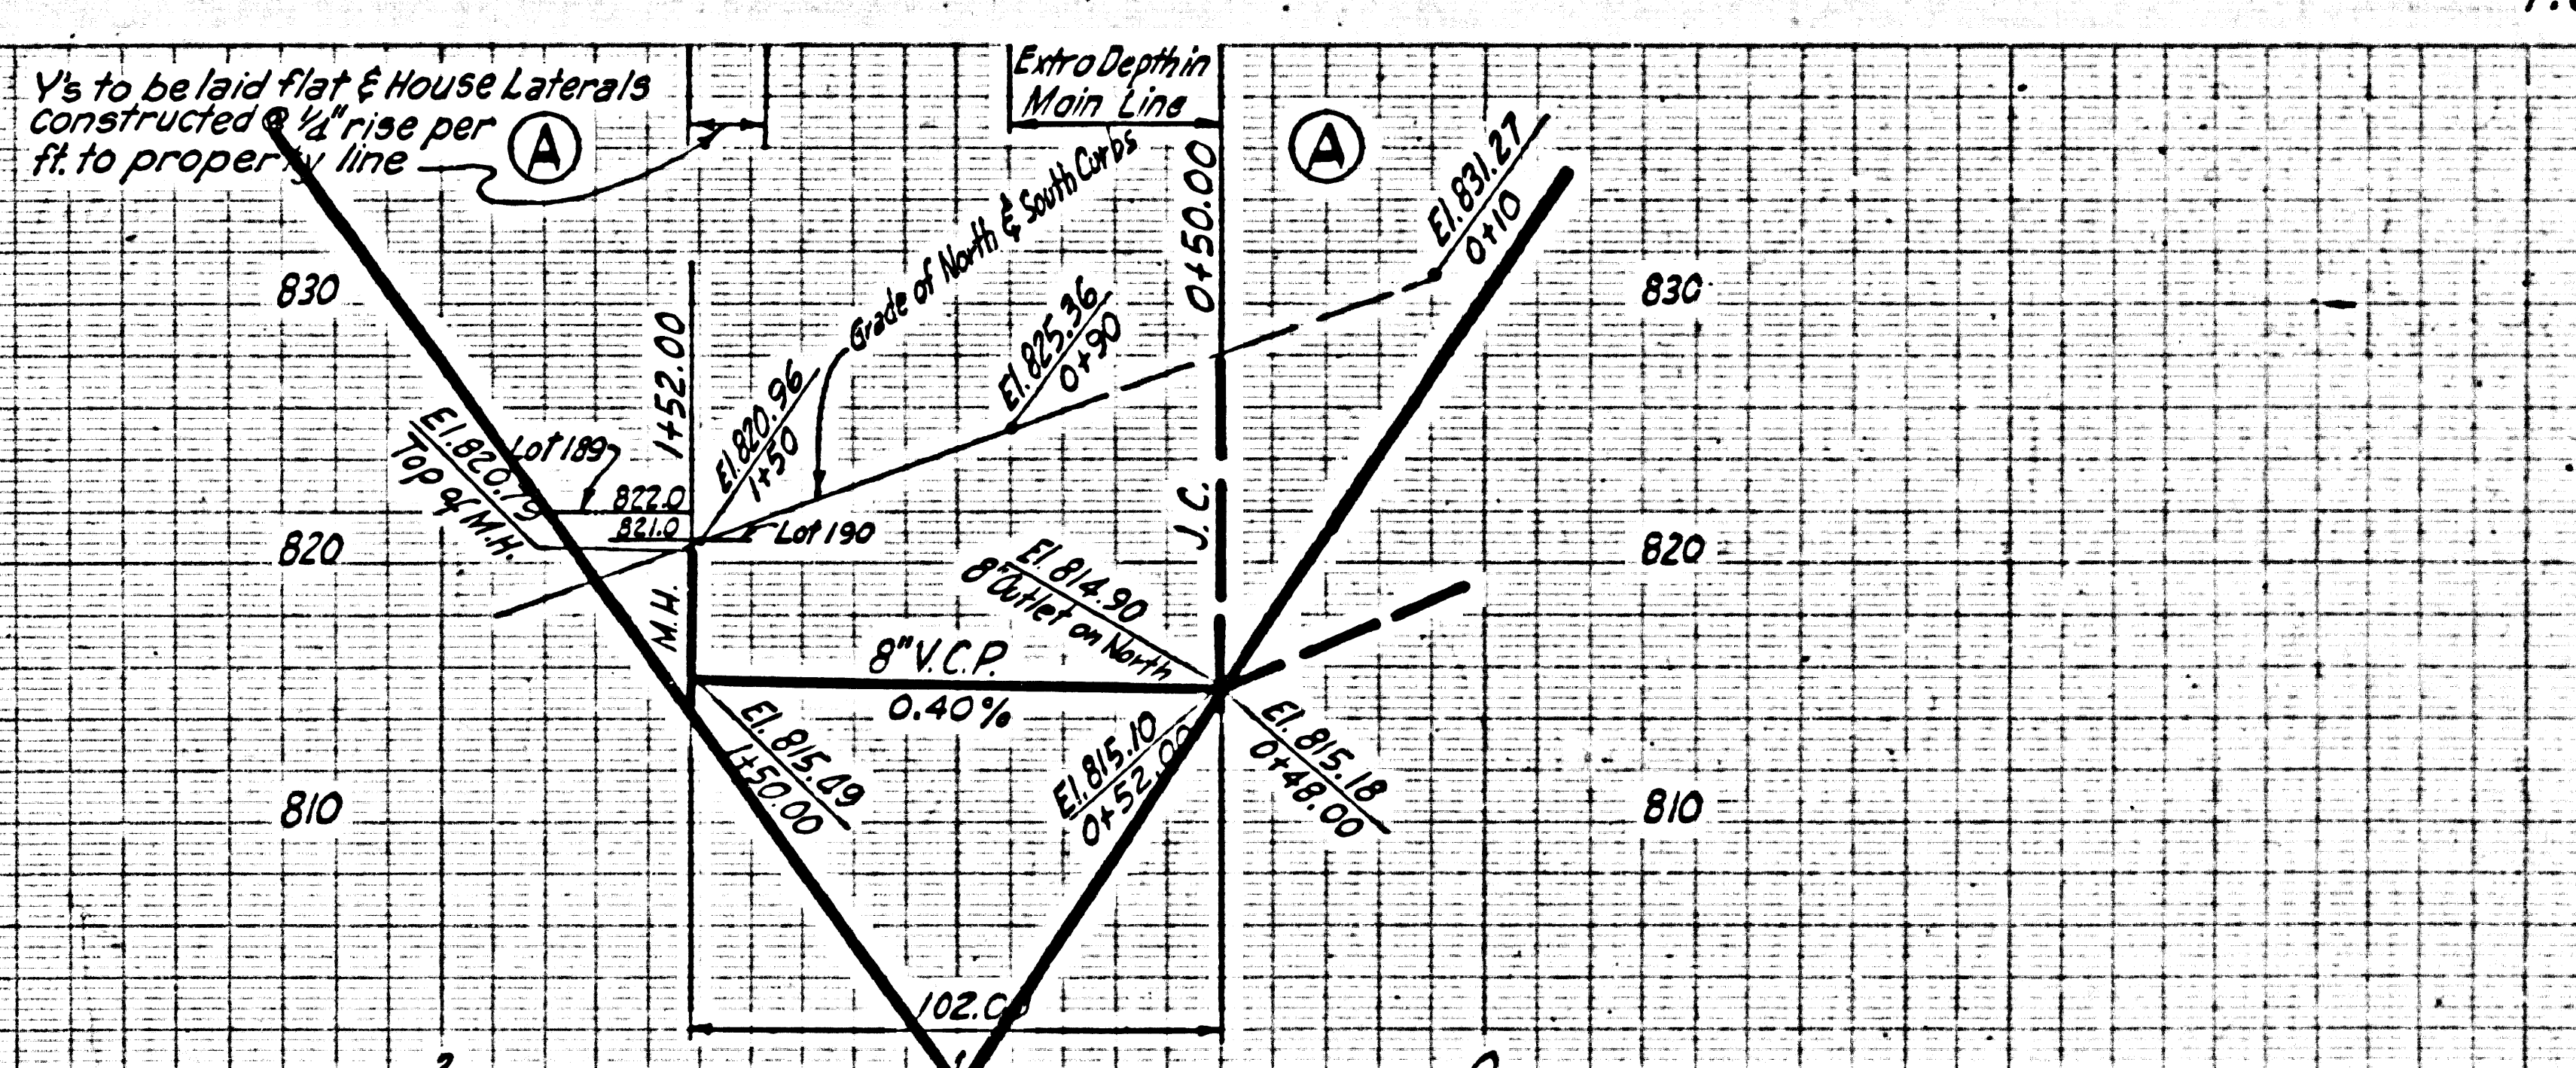 Y's to be laid flat & House Laterals
constructed @ 1/4" rise per
ft. to property line
A
Extra Depth in
Main Line
A
0+50.00
J.C.
El. 831.27
0+10
Grade of North & South Curbs
El. 825.36
0+90
830
830
1+52.00
El. 820.96
1+50
El. 820.79
Top of M.H.
Lot 189
822.0
821.0
Lot 190
820
820
M.H.
El. 814.90
8" Outlet on North
8" V.C.P.
0.40%
El. 815.49
1+50.00
El. 815.10
0+52.00
El. 815.18
0+48.00
810
810